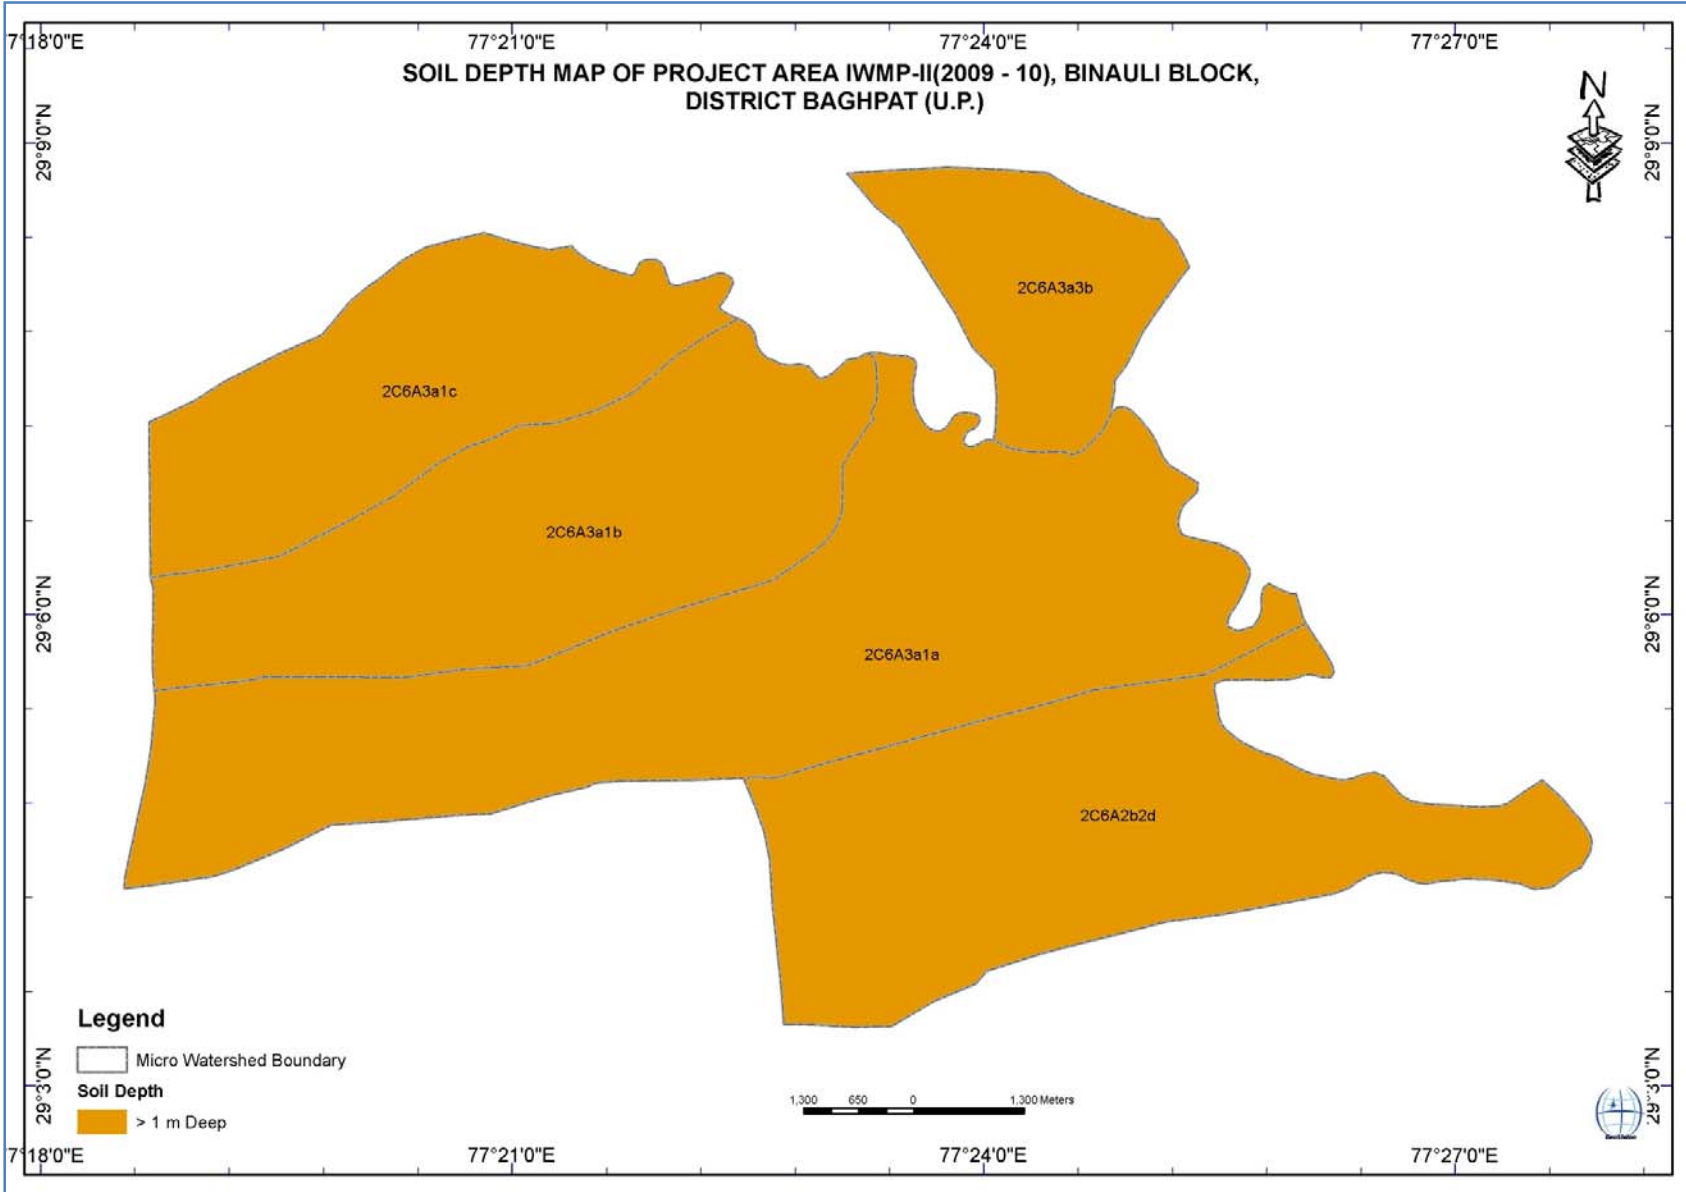 7°18'0"E 77°21'0"E 77°24'0"E 77°27'0"E
SOIL DEPTH MAP OF PROJECT AREA IWMP-II(2009 - 10), BINAULI BLOCK,
DISTRICT BAGHPAT (U.P.)
N
29°9'0"N 29°9'0"N
2C6A3a3b
2C6A3a1c
2C6A3a1b
29°6'0"N 29°6'0"N
2C6A3a1a
2C6A2b2d
Legend
Micro Watershed Boundary
Soil Depth
> 1 m Deep
1,300 650 0 1,300 Meters
29°3'0"N 29°3'0"N
7°18'0"E 77°21'0"E 77°24'0"E 77°27'0"E